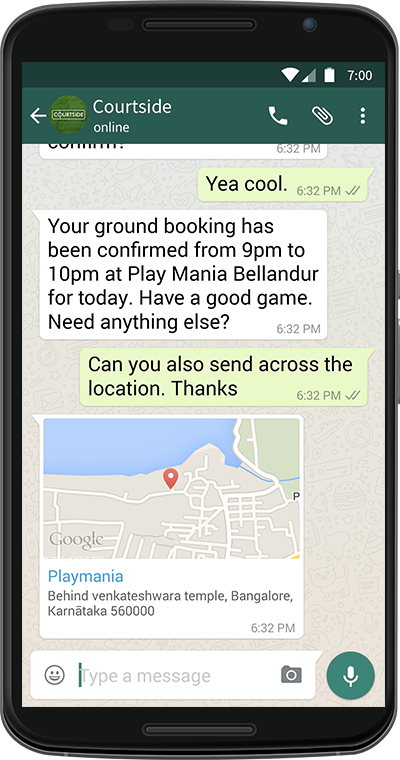 7:00
COURTSIDE
Courtside
online
confirm?
6:32 PM
Yea cool.
6:32 PM
Your ground booking has
been confirmed from 9pm to
10pm at Play Mania Bellandur
for today. Have a good game.
Need anything else?
6:32 PM
Can you also send across the
location. Thanks
6:32 PM
P
Google
Playmania
Behind venkateshwara temple, Bangalore,
Karnātaka 560000
6:32 PM
Type a message